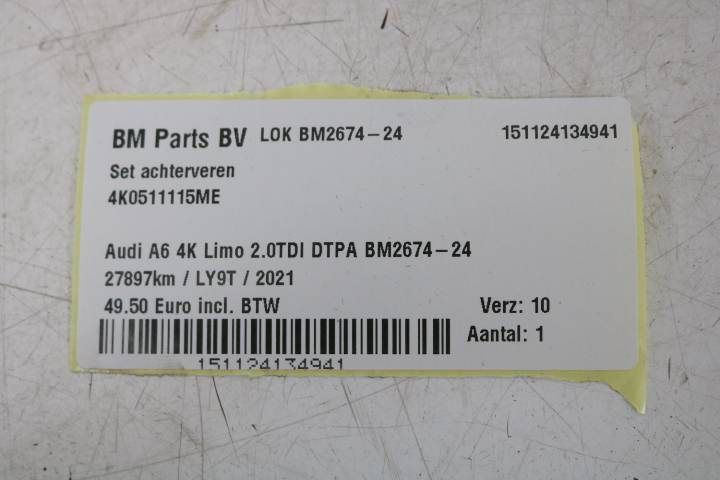 BM Parts BV LOK BM2674-24 151124134941
Set achterveren
4K0511115ME
Audi A6 4K Limo 2.0TDI DTPA BM2674-24
27897km / LY9T / 2021
49.50 Euro incl. BTW Verz: 10
Aantal: 1
151124134941